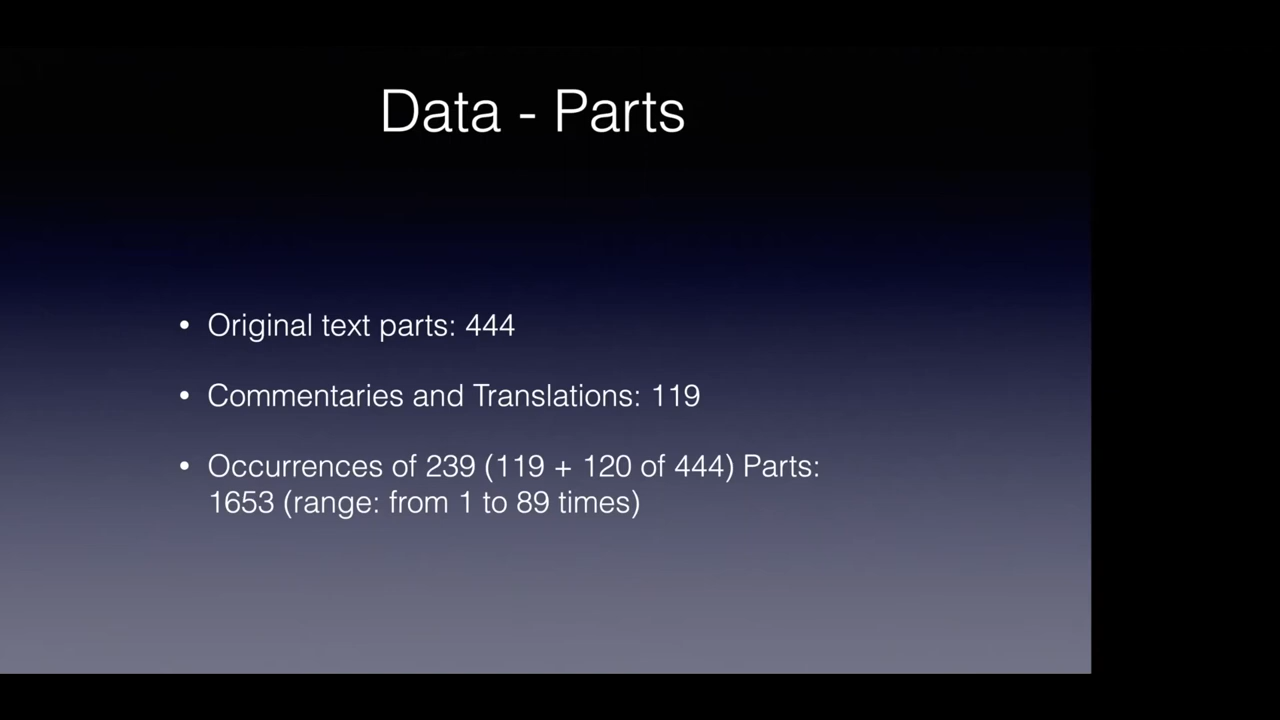 Data - Parts
• Original text parts: 444
• Commentaries and Translations: 119
• Occurrences of 239 (119 + 120 of 444) Parts:
1653 (range: from 1 to 89 times)